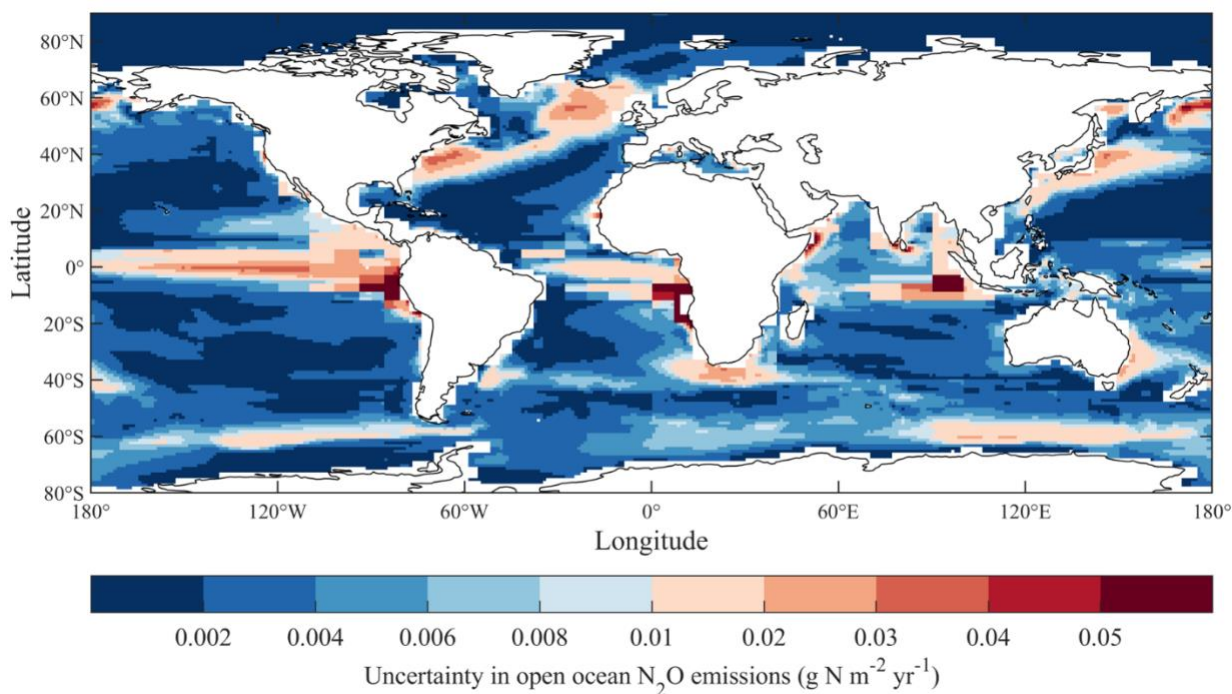 80°N
60°N
40°N
20°N
0°
20°S
40°S
60°S
80°S
Latitude
180° 120°W 60°W 0° 60°E 120°E 180°
Longitude
0.002 0.004 0.006 0.008 0.01 0.02 0.03 0.04 0.05
Uncertainty in open ocean N₂O emissions (g N m⁻² yr⁻¹)